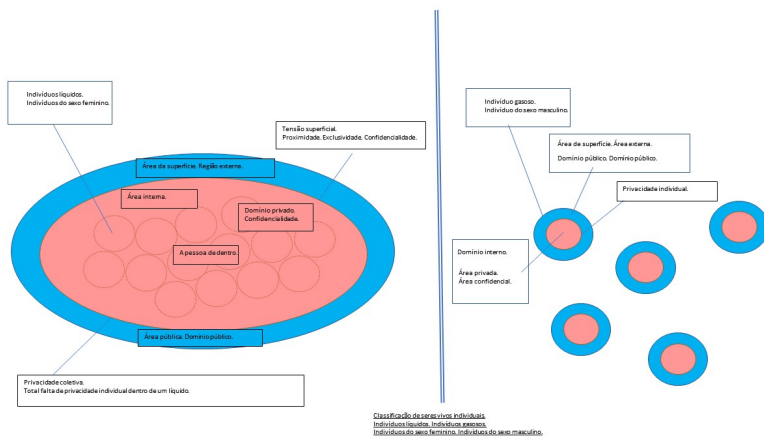 Indivíduos líquidos.
Indivíduos do sexo feminino.
Tensão superficial.
Proximidade. Exclusividade. Confidencialidade.
Área da superfície. Região externa.
Área interna.
Domínio privado.
Confidencialidade.
A pessoa de dentro.
Área pública. Domínio público.
Privacidade coletiva.
Total falta de privacidade individual dentro de um líquido.
Indivíduo gasoso.
Indivíduo do sexo masculino.
Área da superfície. Área externa.
Domínio público. Domínio público.
Privacidade individual.
Domínio interno.
Área privada.
Área confidencial.
Classificação de seres vivos individuais.
Indivíduos líquidos. Indivíduos gasosos.
Indivíduos do sexo feminino. Indivíduos do sexo masculino.